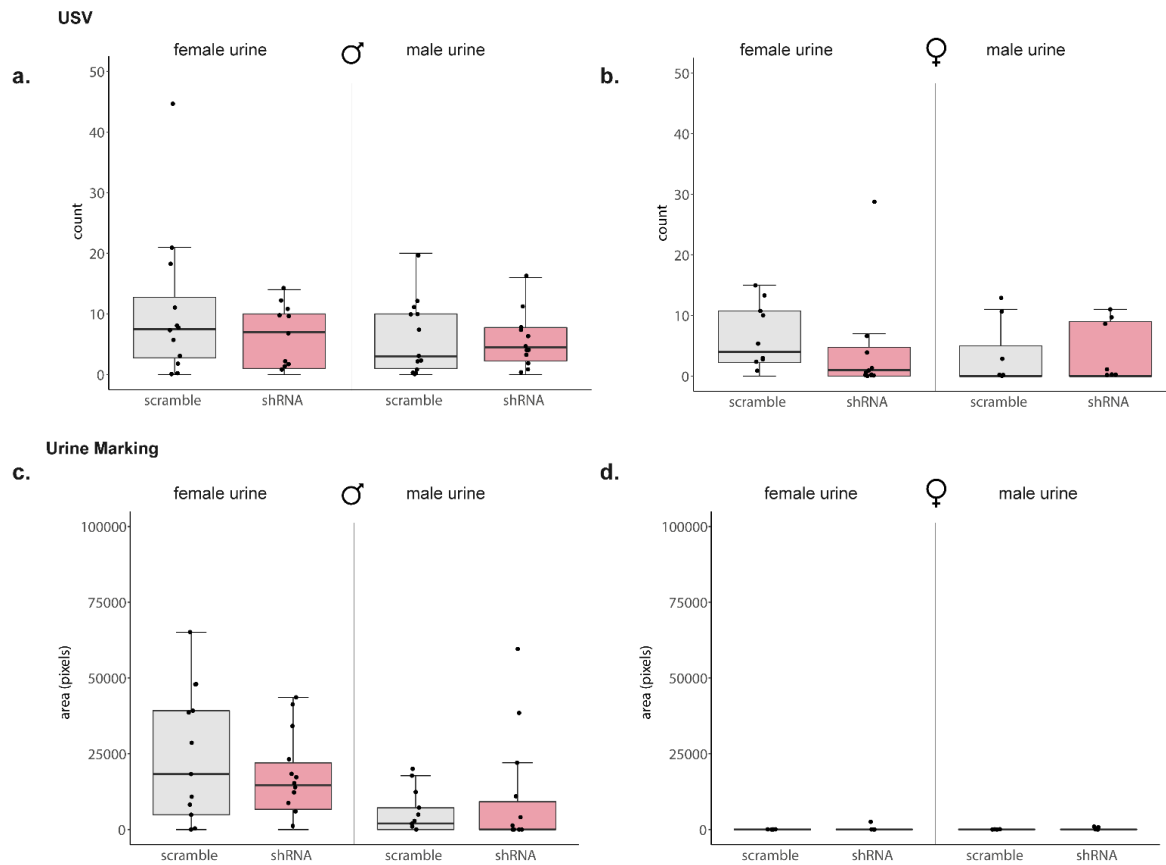 USV
a.
female urine ♂ male urine
50
40
30
20
10
0
count
scramble shRNA scramble shRNA
b.
female urine ♀ male urine
50
40
30
20
10
0
count
scramble shRNA scramble shRNA
Urine Marking
c.
female urine ♂ male urine
100000
75000
50000
25000
0
area (pixels)
scramble shRNA scramble shRNA
d.
female urine ♀ male urine
100000
75000
50000
25000
0
area (pixels)
scramble shRNA scramble shRNA